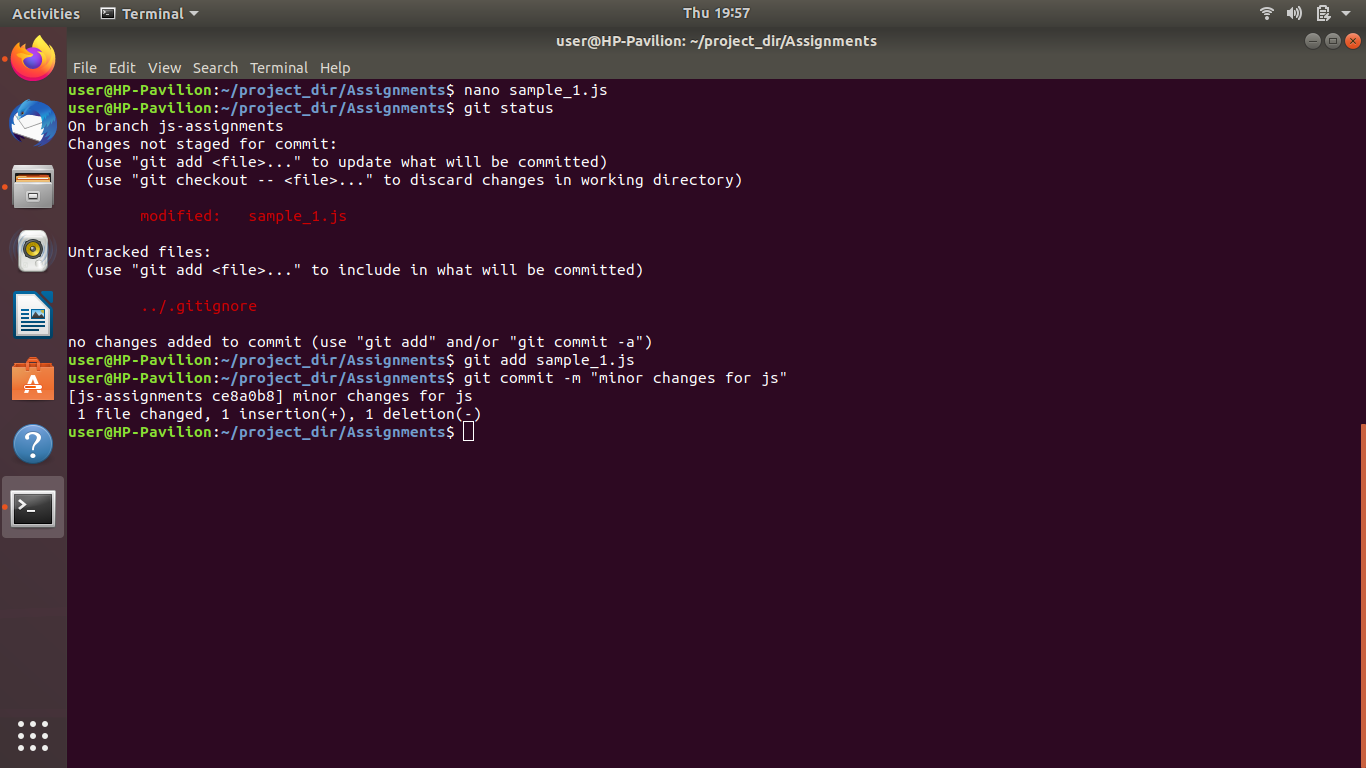 Activities Terminal Thu 19:57
user@HP-Pavilion: ~/project_dir/Assignments
File Edit View Search Terminal Help
user@HP-Pavilion:~/project_dir/Assignments$ nano sample_1.js
user@HP-Pavilion:~/project_dir/Assignments$ git status
On branch js-assignments
Changes not staged for commit:
  (use "git add <file>..." to update what will be committed)
  (use "git checkout -- <file>..." to discard changes in working directory)
        modified:   sample_1.js
Untracked files:
  (use "git add <file>..." to include in what will be committed)
        ../.gitignore
no changes added to commit (use "git add" and/or "git commit -a")
user@HP-Pavilion:~/project_dir/Assignments$ git add sample_1.js
user@HP-Pavilion:~/project_dir/Assignments$ git commit -m "minor changes for js"
[js-assignments ce8a0b8] minor changes for js
 1 file changed, 1 insertion(+), 1 deletion(-)
user@HP-Pavilion:~/project_dir/Assignments$